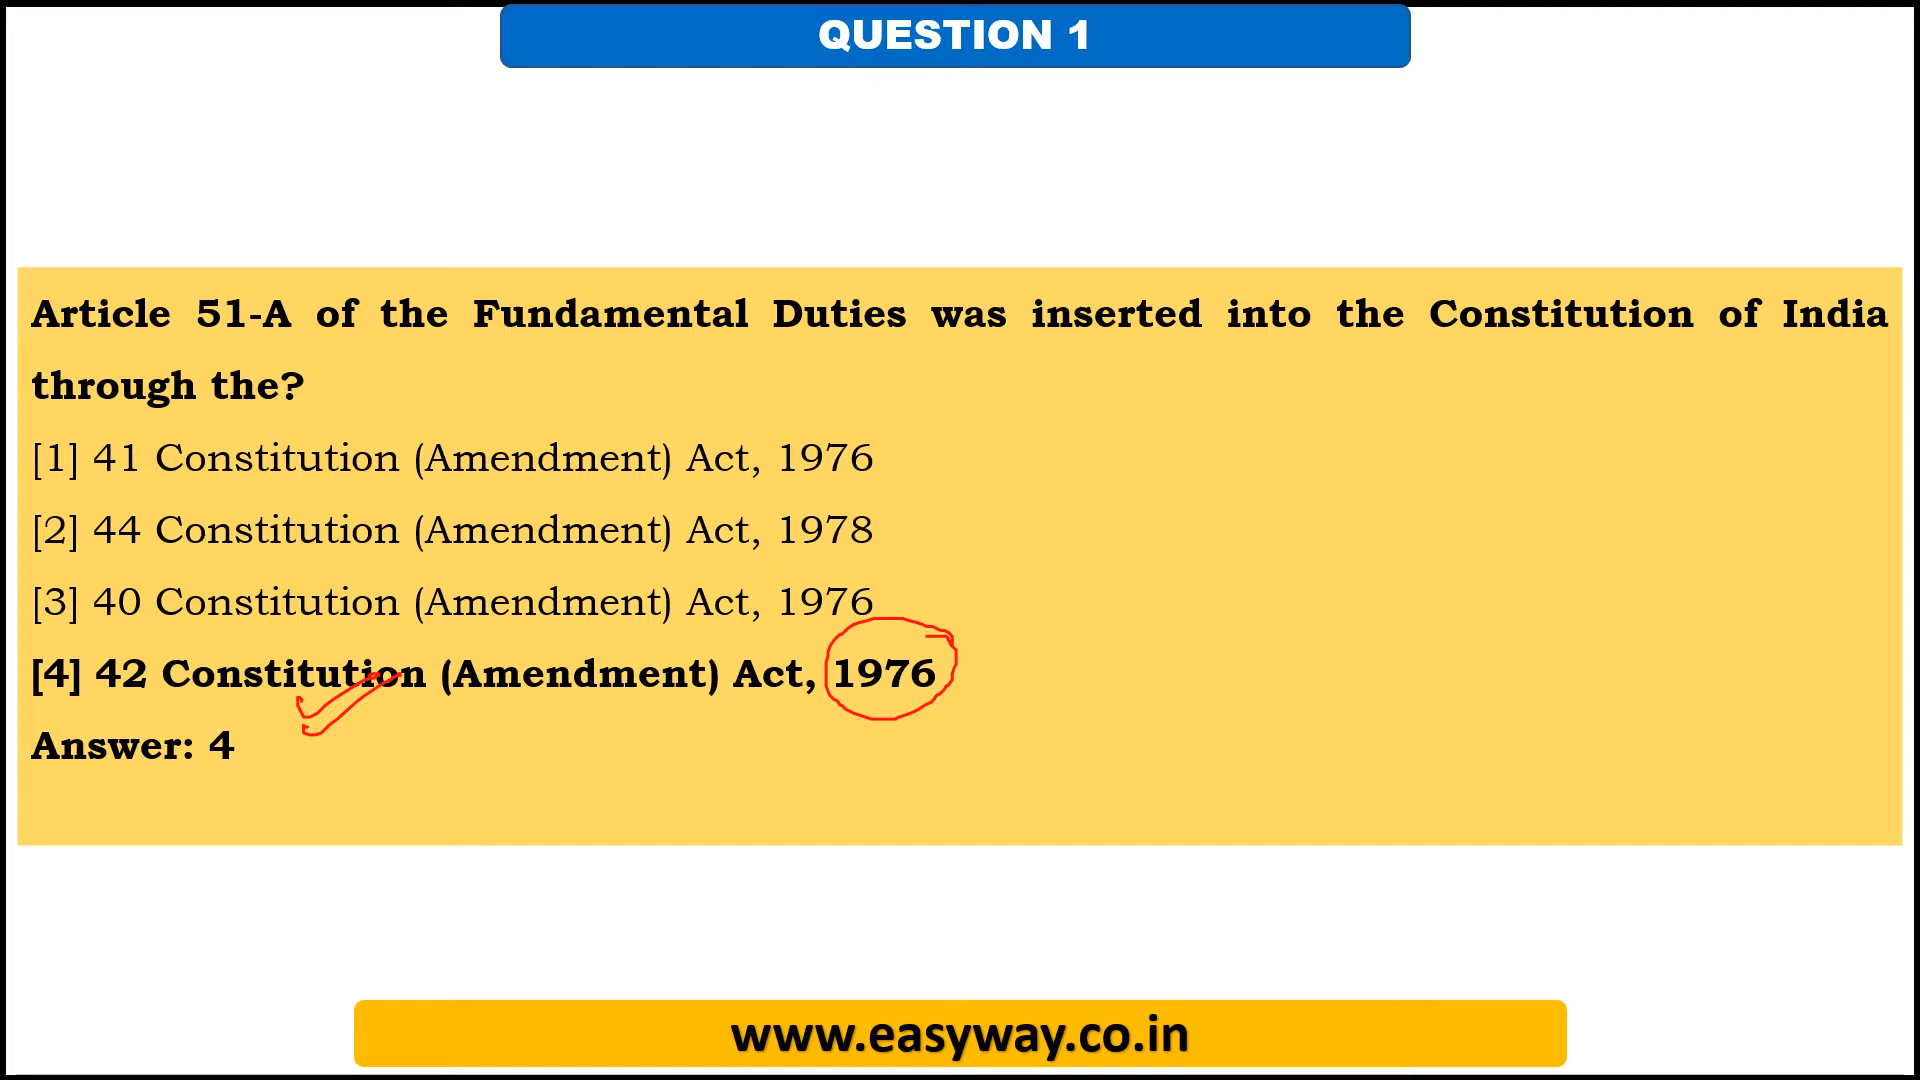 QUESTION 1
Article 51-A of the Fundamental Duties was inserted into the Constitution of India
through the?
[1] 41 Constitution (Amendment) Act, 1976
[2] 44 Constitution (Amendment) Act, 1978
[3] 40 Constitution (Amendment) Act, 1976
[4] 42 Constitution (Amendment) Act, 1976
Answer: 4
www.easyway.co.in